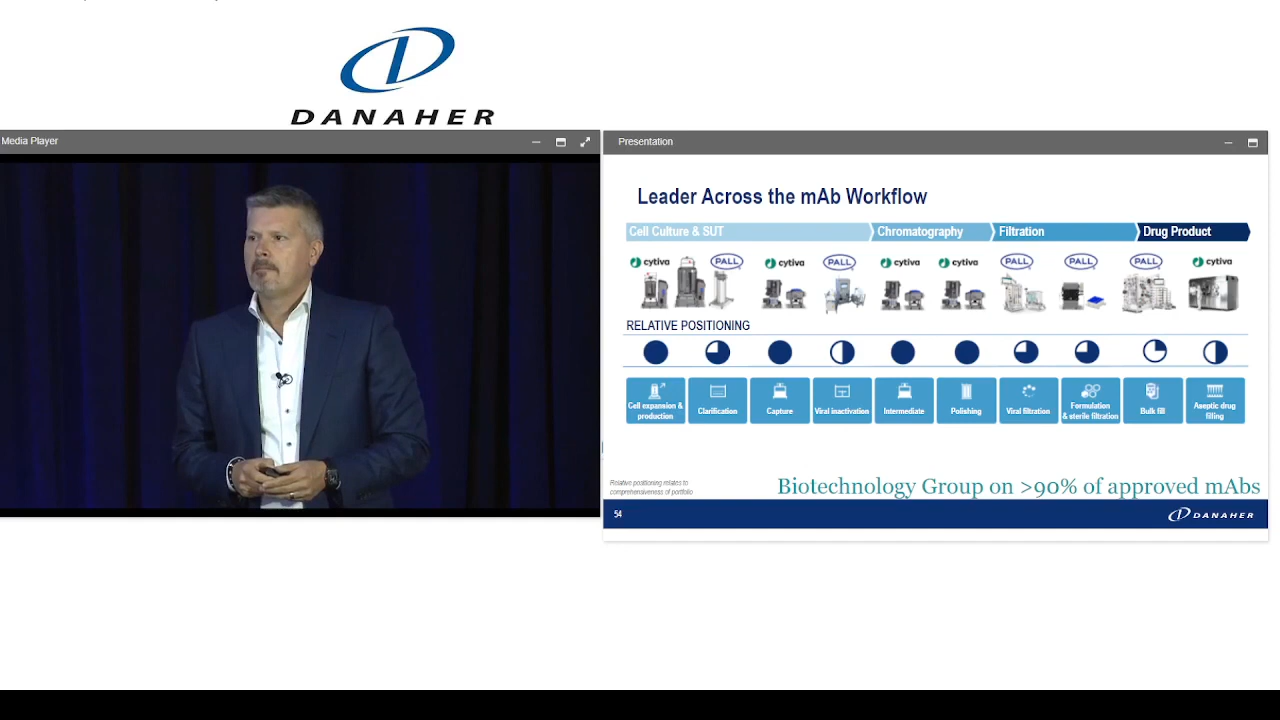 DANAHER
Media Player
Presentation
Leader Across the mAb Workflow
Cell Culture & SUT
Chromatography
Filtration
Drug Product
cytiva
PALL
cytiva
PALL
cytiva
cytiva
PALL
PALL
PALL
cytiva
RELATIVE POSITIONING
Cell expansion &
production
Clarification
Capture
Viral inactivation
Intermediate
Polishing
Viral filtration
Formulation
& sterile filtration
Bulk fill
Aseptic drug
filling
Relative positioning relates to
comprehensiveness of portfolio
Biotechnology Group on >90% of approved mAbs
54
DANAHER